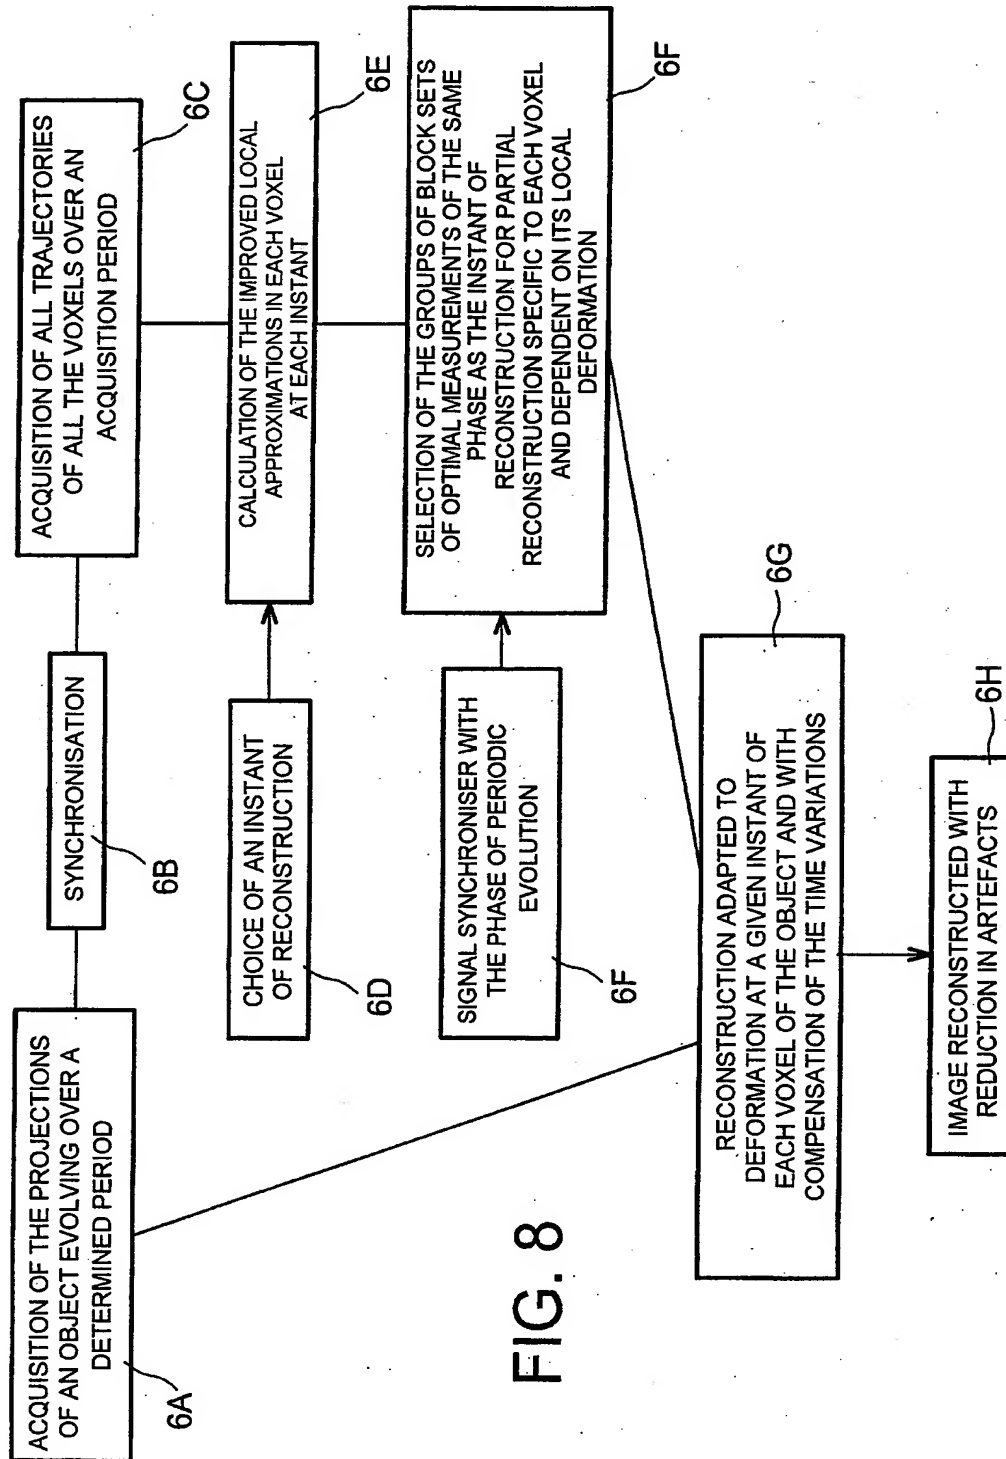 ACQUISITION OF THE PROJECTIONS
OF AN OBJECT EVOLVING OVER A
DETERMINED PERIOD
6A
SYNCHRONISATION
6B
ACQUISITION OF ALL TRAJECTORIES
OF ALL THE VOXELS OVER AN
ACQUISITION PERIOD
6C
CHOICE OF AN INSTANT
OF RECONSTRUCTION
6D
CALCULATION OF THE IMPROVED LOCAL
APPROXIMATIONS IN EACH VOXEL
AT EACH INSTANT
6E
SIGNAL SYNCHRONISER WITH
THE PHASE OF PERIODIC
EVOLUTION
6F
SELECTION OF THE GROUPS OF BLOCK SETS
OF OPTIMAL MEASUREMENTS OF THE SAME
PHASE AS THE INSTANT OF
RECONSTRUCTION FOR PARTIAL
RECONSTRUCTION SPECIFIC TO EACH VOXEL
AND DEPENDENT ON ITS LOCAL
DEFORMATION
6F
RECONSTRUCTION ADAPTED TO
DEFORMATION AT A GIVEN INSTANT OF
EACH VOXEL OF THE OBJECT AND WITH
COMPENSATION OF THE TIME VARIATIONS
6G
IMAGE RECONSTRUCTED WITH
REDUCTION IN ARTEFACTS
6H
FIG. 8